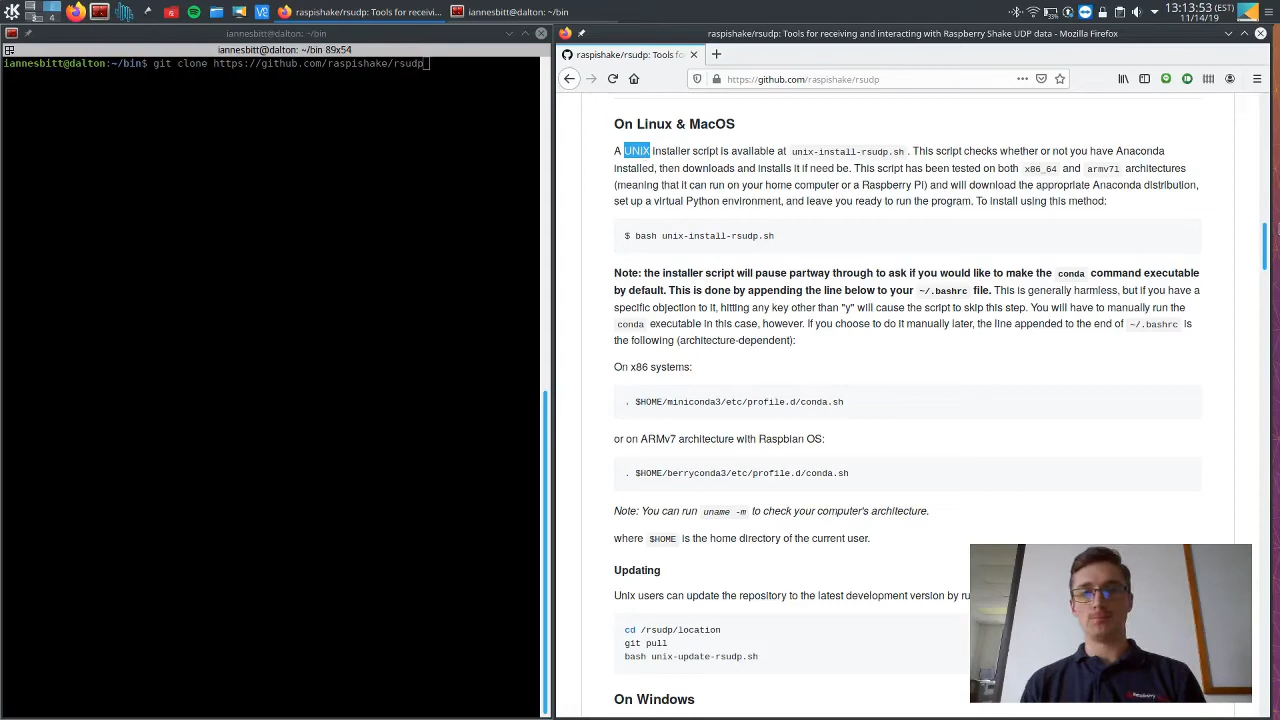 raspishake/rsudp: Tools for receivi...
iannesbitt@dalton: ~/bin
33%
13:13:53 (EST)
11/14/19
3
4
iannesbitt@dalton: ~/bin
iannesbitt@dalton: ~/bin 89x54
iannesbitt@dalton:~/bin$ git clone https://github.com/raspishake/rsudp
raspishake/rsudp: Tools for receiving and interacting with Raspberry Shake UDP data - Mozilla Firefox
raspishake/rsudp: Tools for
https://github.com/raspishake/rsudp
On Linux & MacOS
A UNIX installer script is available at unix-install-rsudp.sh. This script checks whether or not you have Anaconda
installed, then downloads and installs it if need be. This script has been tested on both x86_64 and armv7l architectures
(meaning that it can run on your home computer or a Raspberry Pi) and will download the appropriate Anaconda distribution,
set up a virtual Python environment, and leave you ready to run the program. To install using this method:
$ bash unix-install-rsudp.sh
Note: the installer script will pause partway through to ask if you would like to make the conda command executable
by default. This is done by appending the line below to your ~/.bashrc file. This is generally harmless, but if you have a
specific objection to it, hitting any key other than "y" will cause the script to skip this step. You will have to manually run the
conda executable in this case, however. If you choose to do it manually later, the line appended to the end of ~/.bashrc is
the following (architecture-dependent):
On x86 systems:
. $HOME/miniconda3/etc/profile.d/conda.sh
or on ARMv7 architecture with Raspbian OS:
. $HOME/berryconda3/etc/profile.d/conda.sh
Note: You can run uname -m to check your computer's architecture.
where $HOME is the home directory of the current user.
Updating
Unix users can update the repository to the latest development version by ru
cd /rsudp/location
git pull
bash unix-update-rsudp.sh
On Windows